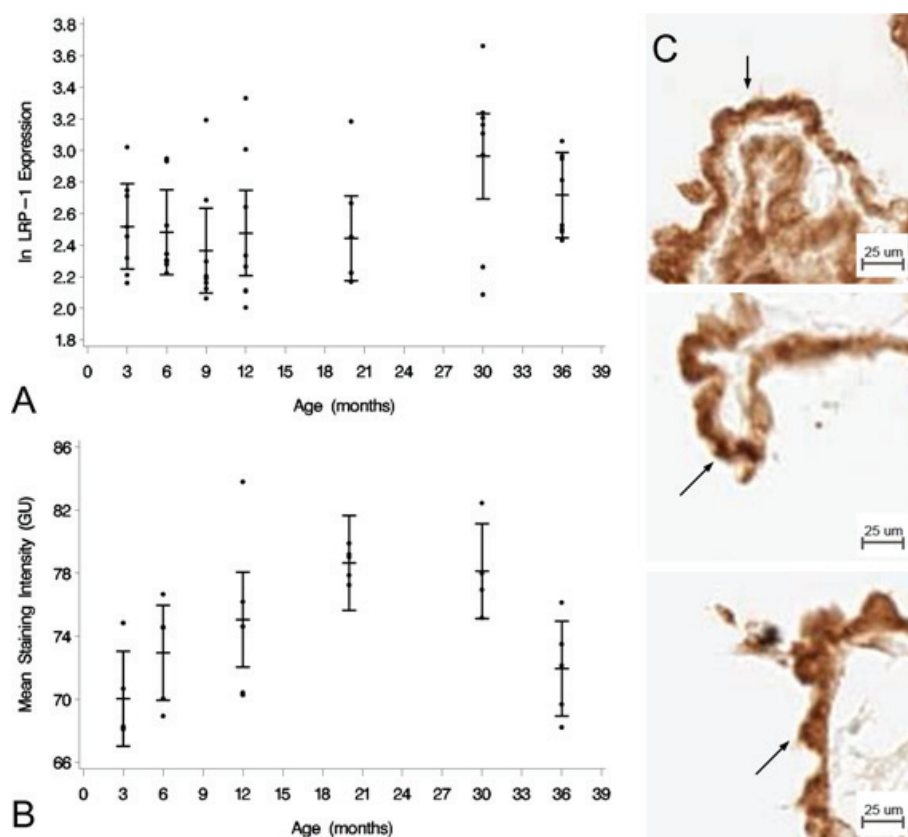 3.8
3.6
3.4
3.2
3.0
2.8
2.6
2.4
2.2
2.0
1.8
ln LRP−1 Expression
0 3 6 9 12 15 18 21 24 27 30 33 36 39
Age (months)
A
86
82
78
74
70
66
Mean Staining Intensity (GU)
0 3 6 9 12 15 18 21 24 27 30 33 36 39
Age (months)
B
C
25 um
25 um
25 um